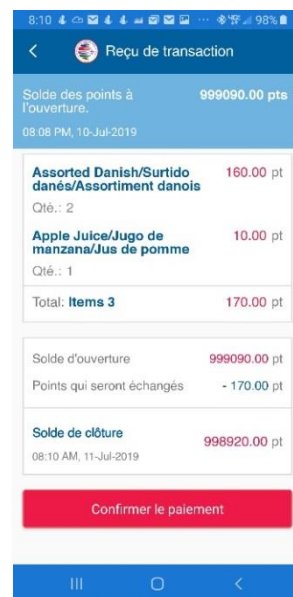 8:10 98%
Reçu de transaction
Solde des points à 999090.00 pts
l'ouverture.
08:08 PM, 10-Jul-2019
Assorted Danish/Surtido 160.00 pt
danés/Assortiment danois
Qté.: 2
Apple Juice/Jugo de 10.00 pt
manzana/Jus de pomme
Qté.: 1
Total: Items 3 170.00 pt
Solde d'ouverture 999090.00 pt
Points qui seront échangés - 170.00 pt
Solde de clôture 998920.00 pt
08:10 AM, 11-Jul-2019
Confirmer le paiement